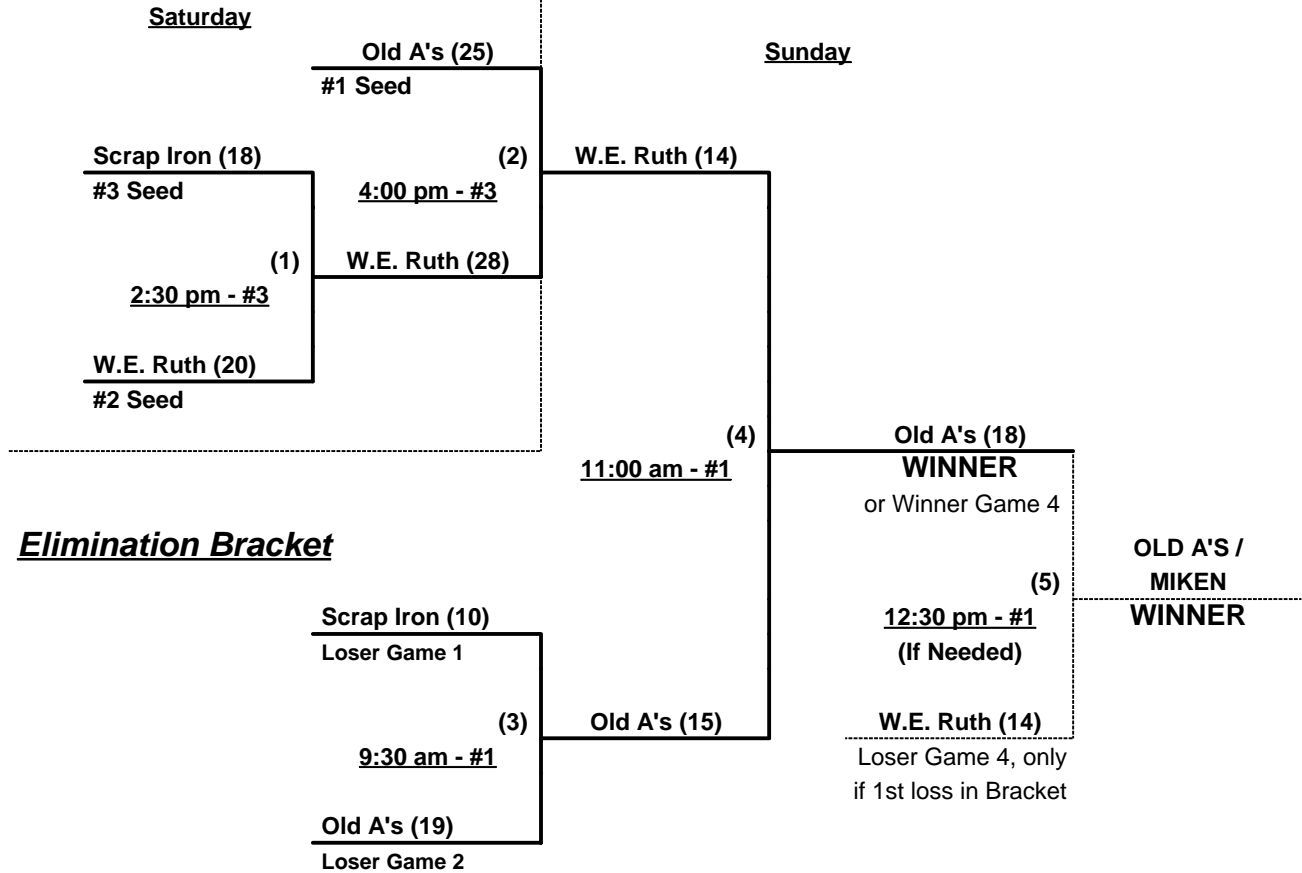 Saturday
Old A's (25)
Sunday
#1 Seed
Scrap Iron (18)
(2)
W.E. Ruth (14)
#3 Seed
4:00 pm - #3
(1)
W.E. Ruth (28)
2:30 pm - #3
W.E. Ruth (20)
#2 Seed
(4)
Old A's (18)
11:00 am - #1
WINNER
or Winner Game 4
Elimination Bracket
OLD A'S /
MIKEN
(5)
WINNER
Scrap Iron (10)
12:30 pm - #1
Loser Game 1
(If Needed)
(3)
Old A's (15)
W.E. Ruth (14)
9:30 am - #1
Loser Game 4, only
if 1st loss in Bracket
Old A's (19)
Loser Game 2